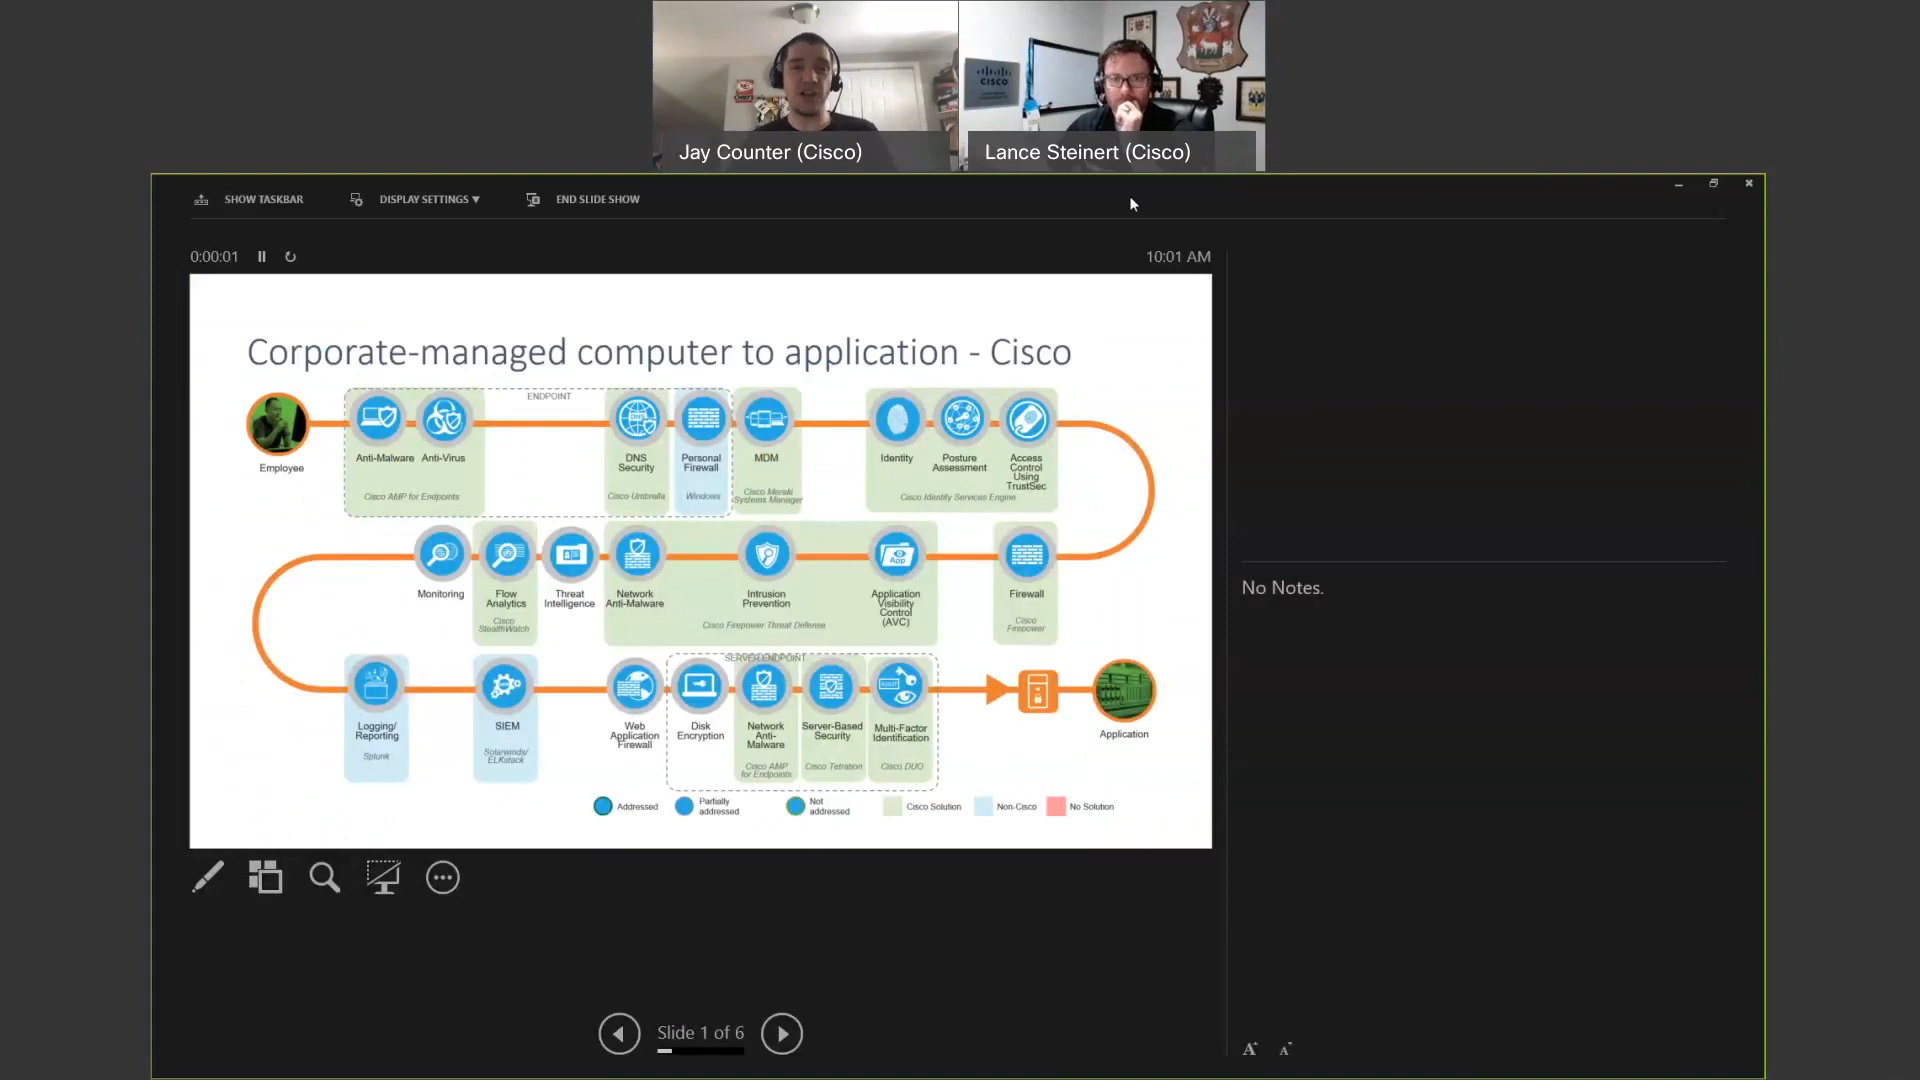 CHIEFS
CISCO
Jay Counter (Cisco)
Lance Steinert (Cisco)
SHOW TASKBAR
DISPLAY SETTINGS ▼
END SLIDE SHOW
0:00:01
10:01 AM
Corporate-managed computer to application - Cisco
ENDPOINT
Employee
Anti-Malware
Anti-Virus
Cisco AMP for Endpoints
DNS
DNS
Security
Cisco Umbrella
Personal
Firewall
Windows
MDM
Cisco Meraki
Systems Manager
Identity
Posture
Assessment
Access
Control
Using
TrustSec
Cisco Identity Services Engine
Monitoring
Flow
Analytics
Cisco
StealthWatch
Threat
Intelligence
Network
Anti-Malware
Intrusion
Prevention
App
Application
Visibility
Control
(AVC)
Cisco Firepower Threat Defense
Firewall
Cisco
Firepower
Logging/
Reporting
Splunk
SIEM
Solarwinds/
ELKstack
Web
Application
Firewall
SERVER ENDPOINT
Disk
Encryption
Network
Anti-
Malware
Cisco AMP
for Endpoints
Server-Based
Security
Cisco Tetration
Multi-Factor
Identification
Cisco DUO
Application
Addressed
Partially
addressed
Not
addressed
Cisco Solution
Non-Cisco
No Solution
No Notes.
Slide 1 of 6
A
A